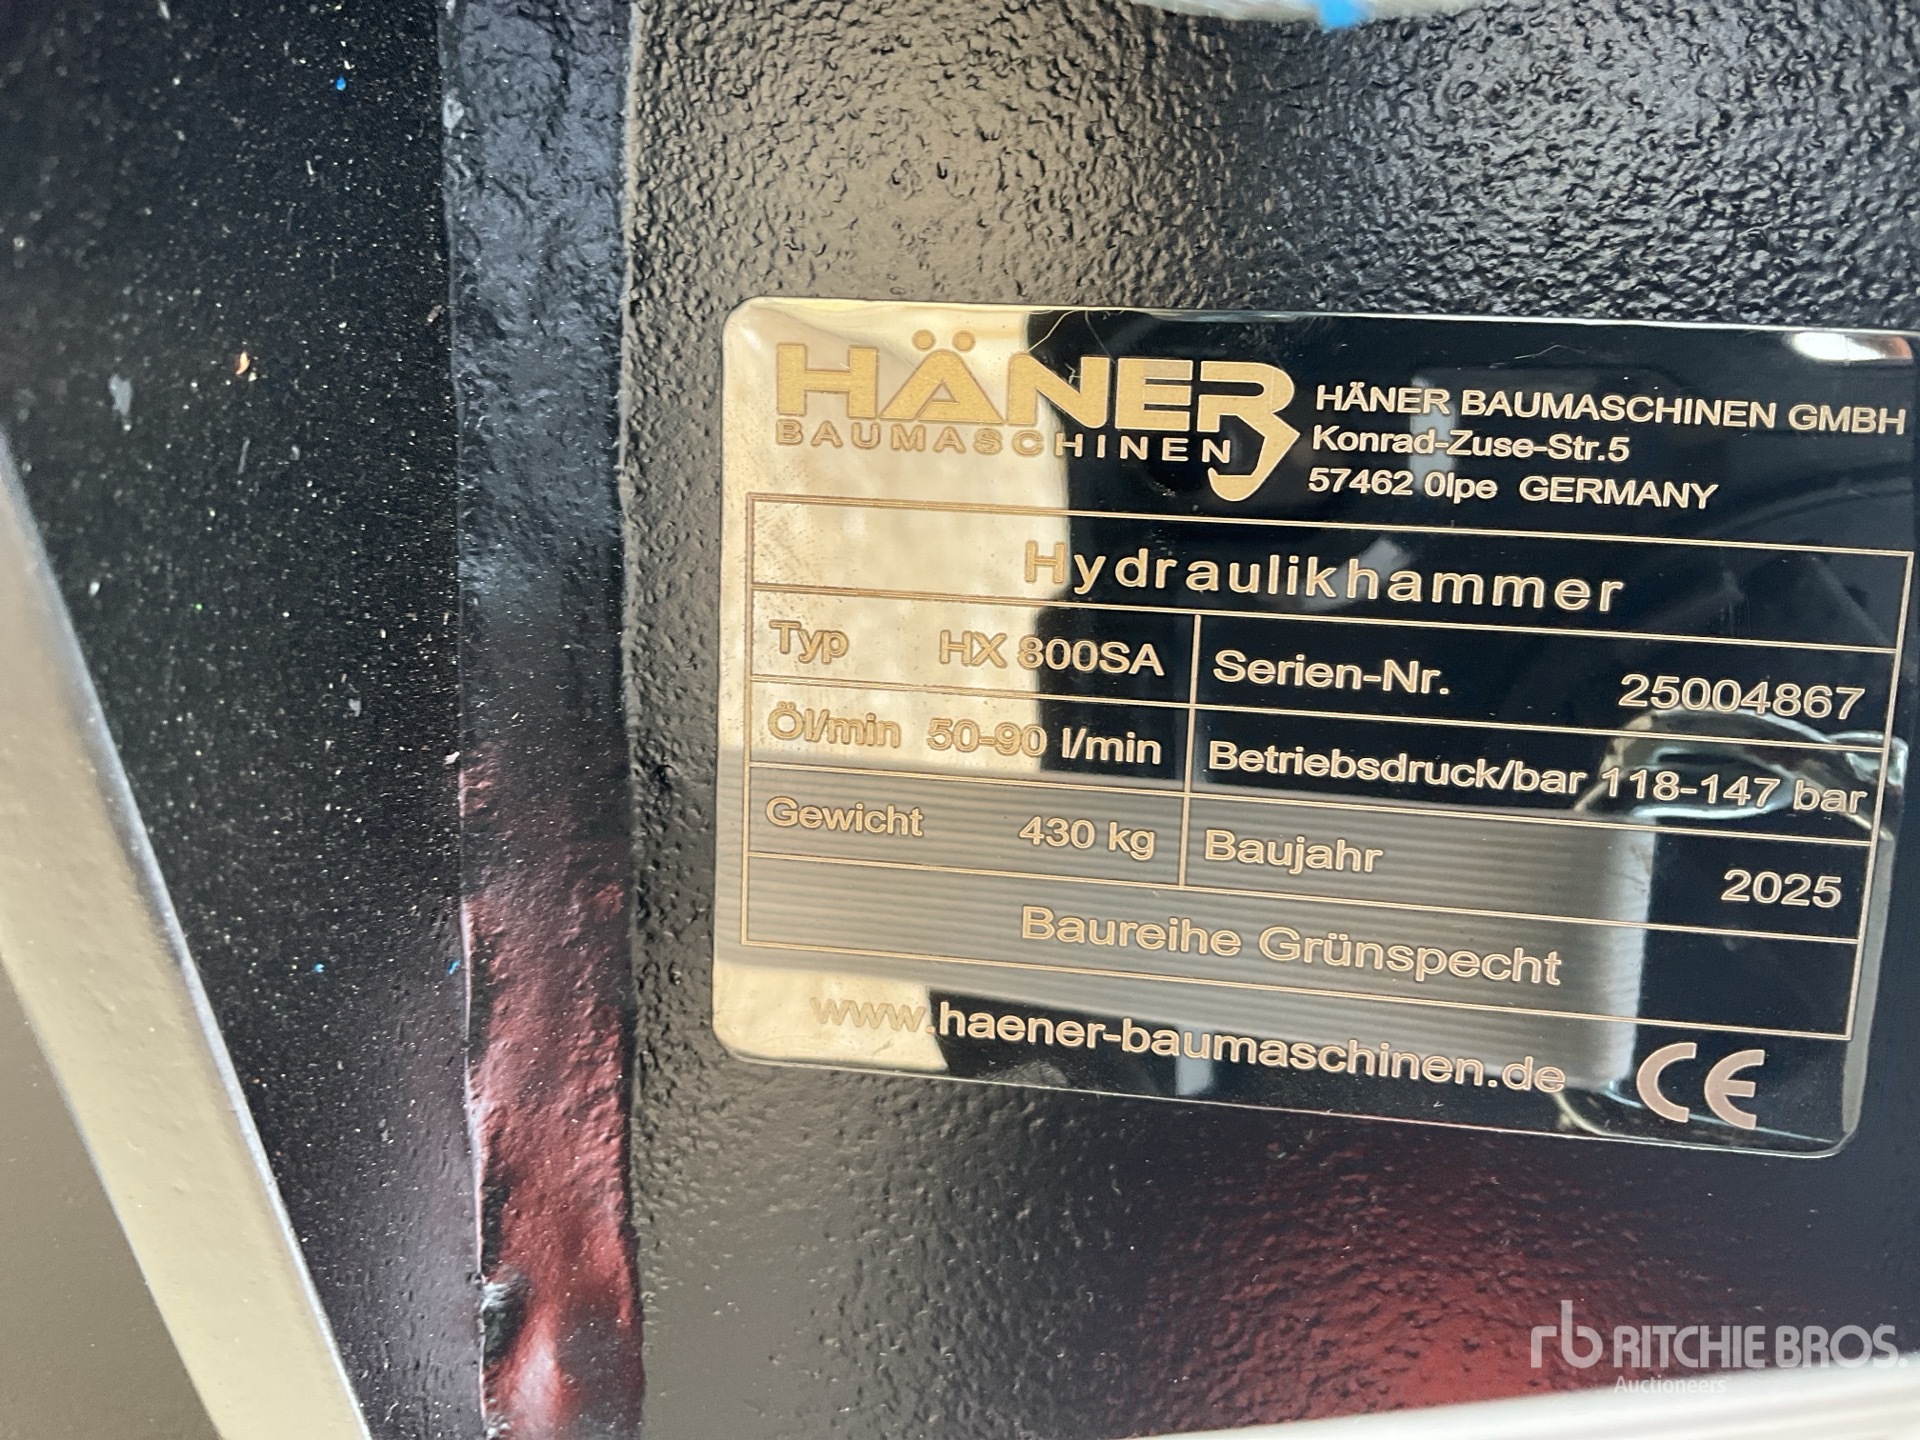 HÄNER
BAUMASCHINEN
HÄNER BAUMASCHINEN GMBH
Konrad-Zuse-Str.5
57462 Olpe GERMANY
Hydraulikhammer
Typ HX 800SA Serien-Nr. 25004867
Öl/min 50-90 l/min Betriebsdruck/bar 118-147 bar
Gewicht 430 kg Baujahr 2025
Baureihe Grünspecht
www.haener-baumaschinen.de CE
rb RITCHIE BROS.
Auctioneers